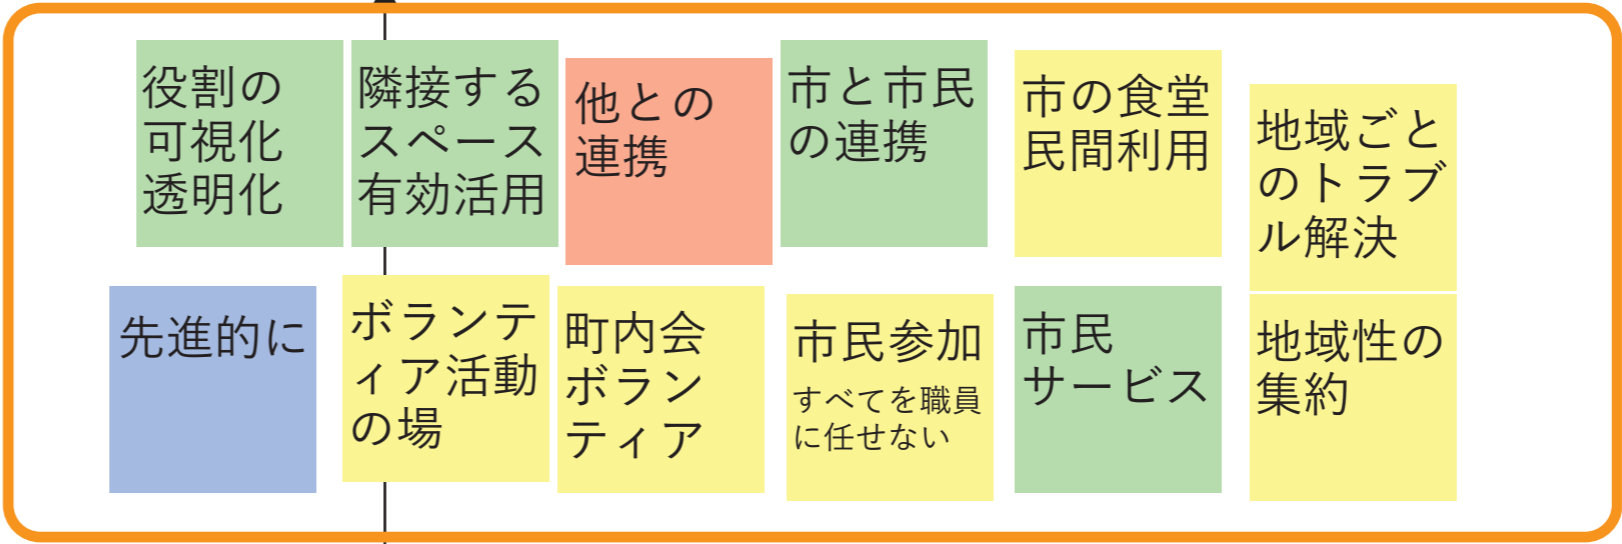 役割の
可視化
透明化
隣接する
スペース
有効活用
他との
連携
市と市民
の連携
市の食堂
民間利用
地域ごと
のトラブ
ル解決
先進的に
ボランテ
ィア活動
の場
町内会
ボラン
ティア
市民参加
すべてを職員
に任せない
市民
サービス
地域性の
集約